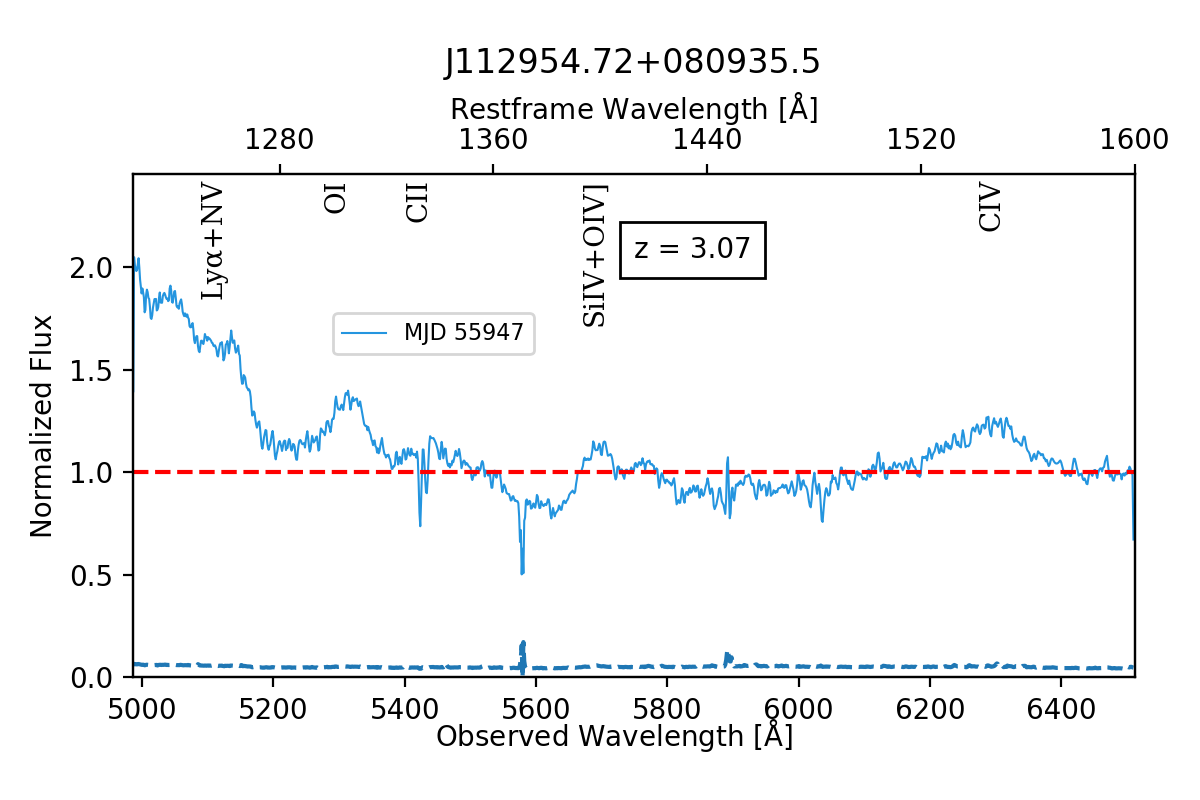 J112954.72+080935.5
Restframe Wavelength [Å]
1280 1360 1440 1520 1600
Lyα+NV
OI
CII
SiIV+OIV]
CIV
z = 3.07
MJD 55947
Normalized Flux
2.0
1.5
1.0
0.5
0.0
5000 5200 5400 5600 5800 6000 6200 6400
Observed Wavelength [Å]